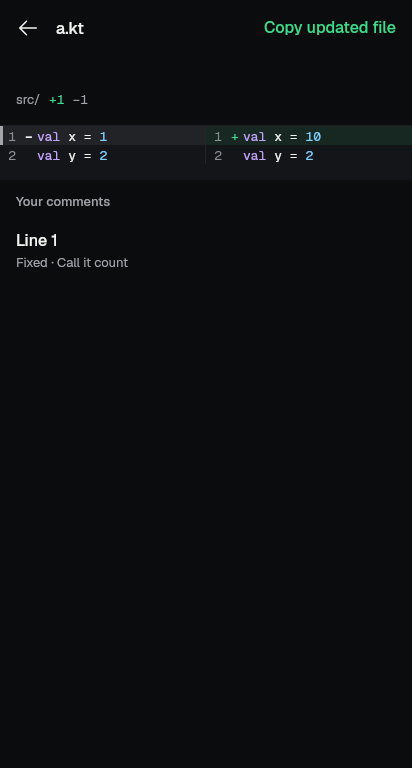 a.kt
Copy updated file
src/ +1 −1
1 − val x = 1 1 + val x = 10
2 val y = 2 2 val y = 2
Your comments
Line 1
Fixed · Call it count